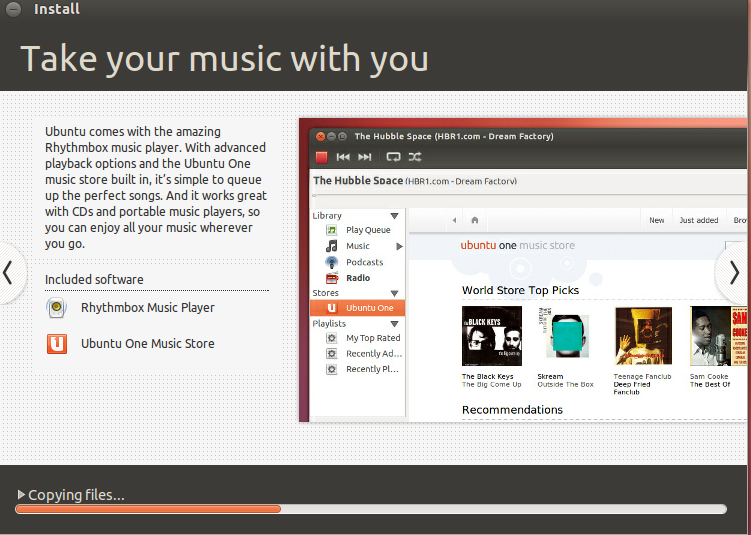 Install
Take your music with you
Ubuntu comes with the amazing
Rhythmbox music player. With advanced
playback options and the Ubuntu One
music store built in, it's simple to queue
up the perfect songs. And it works great
with CDs and portable music players, so
you can enjoy all your music wherever
you go.
Included software
Rhythmbox Music Player
Ubuntu One Music Store
The Hubble Space (HBR1.com - Dream Factory)
The Hubble Space (HBR1.com - Dream Factory)
Library
Play Queue
Music
Podcasts
Radio
Stores
Ubuntu One
Playlists
My Top Rated
Recently Ad...
Recently Pl...
New Just added Brow
ubuntu one music store
World Store Top Picks
THE BLACK KEYS
SAM COOKE
The Black Keys
The Big Come Up
Skream
Outside The Box
Teenage Fanclub
Deep Fried
Fanclub
Sam Cooke
The Best Of
Recommendations
Copying files...